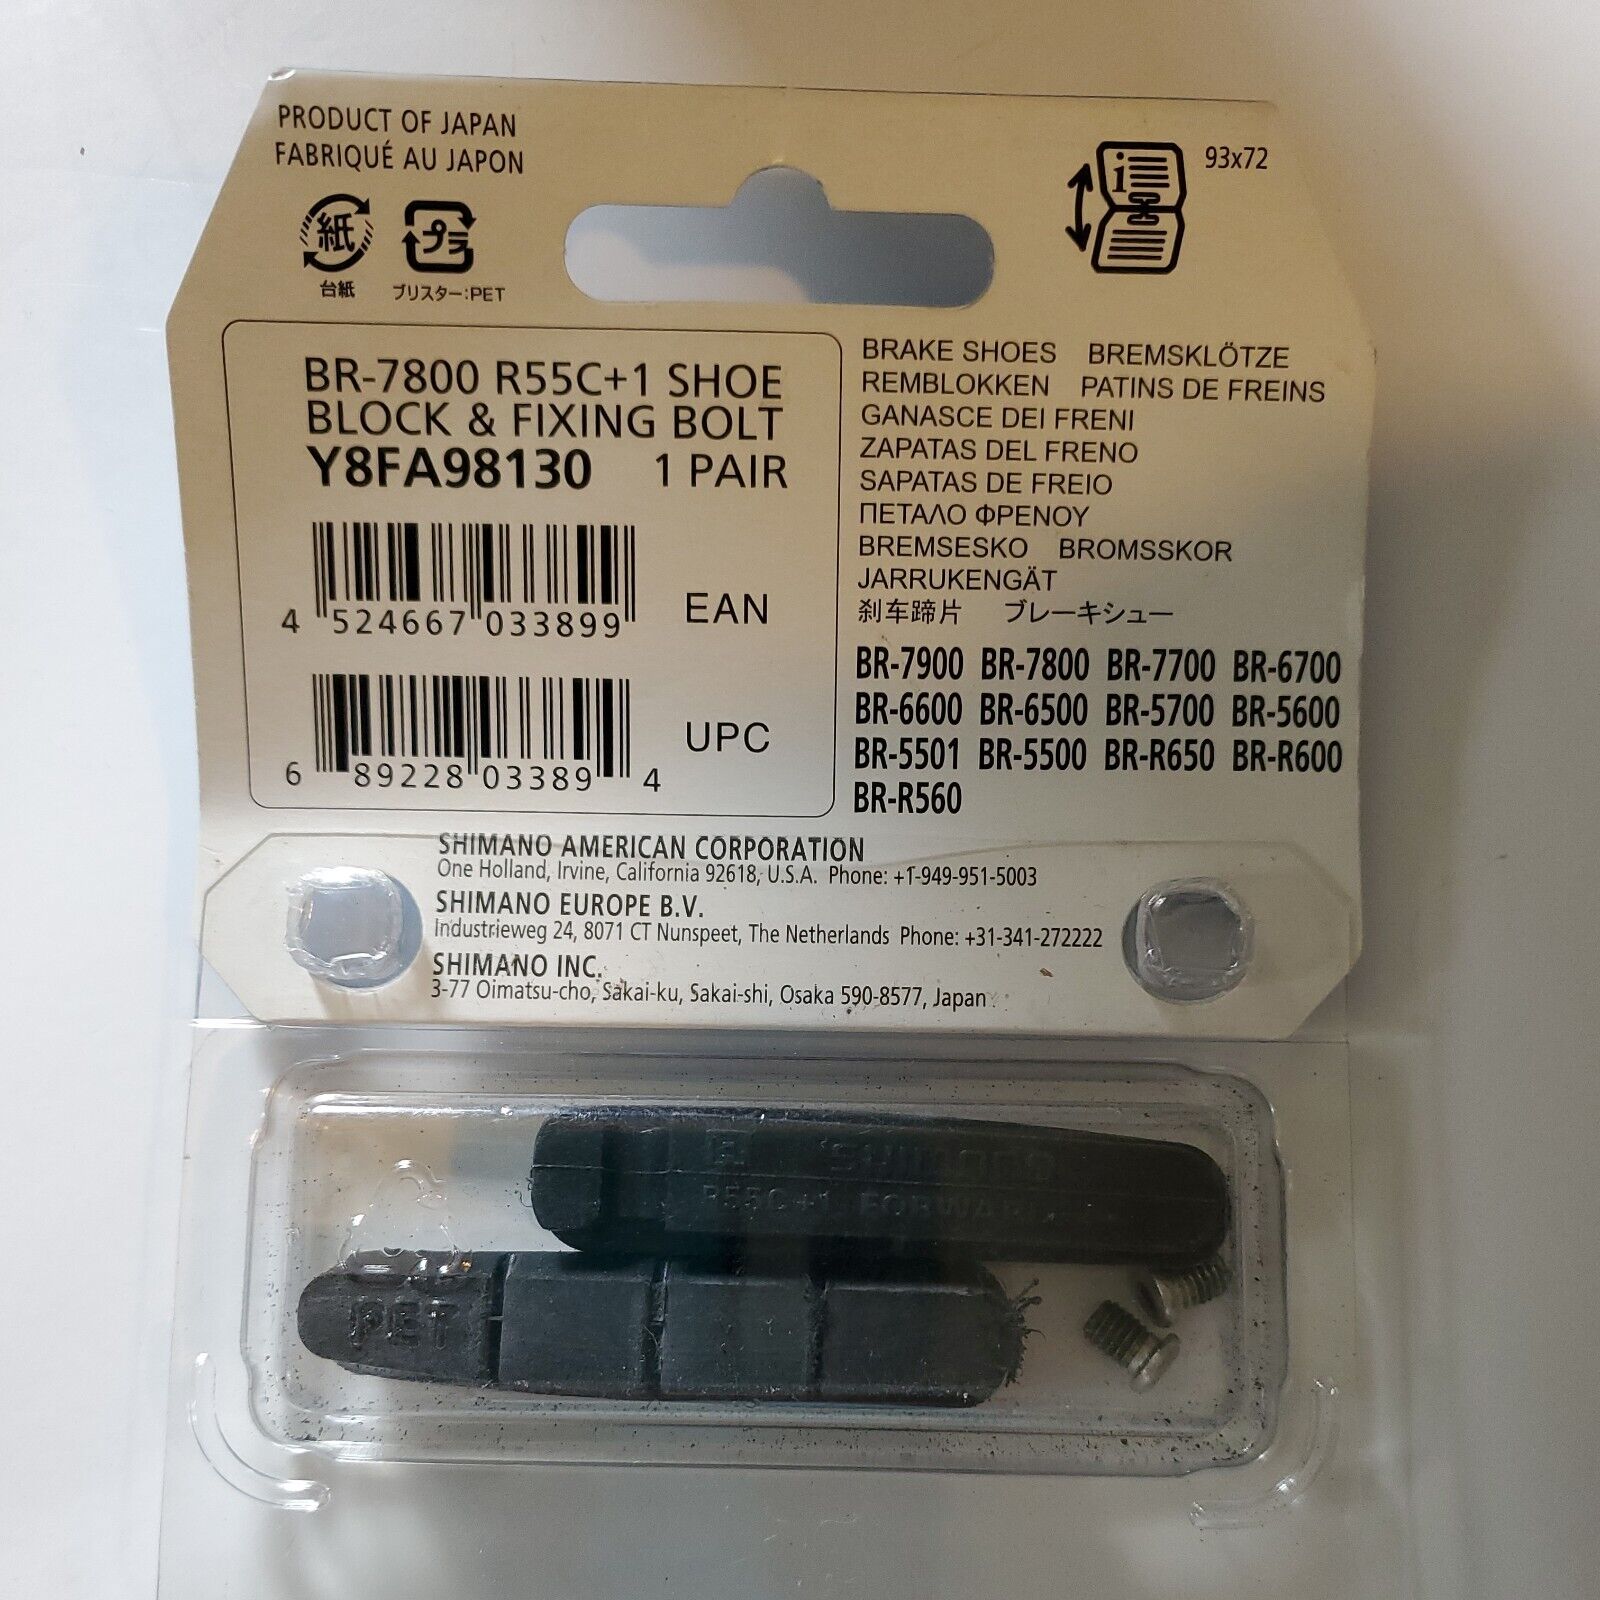 PRODUCT OF JAPAN
FABRIQUÉ AU JAPON
紙
プラ
台紙
ブリスター:PET
i
93x72
BR-7800 R55C+1 SHOE
BLOCK & FIXING BOLT
Y8FA98130 1 PAIR
4 524667 033899
EAN
6 89228 03389 4
UPC
BRAKE SHOES BREMSKLÖTZE
REMBLOKKEN PATINS DE FREINS
GANASCE DEI FRENI
ZAPATAS DEL FRENO
SAPATAS DE FREIO
ΠΕΤΑΛΟ ΦΡΕΝΟΥ
BREMSESKO BROMSSKOR
JARRUKENGÄT
刹车蹄片 ブレーキシュー
BR-7900 BR-7800 BR-7700 BR-6700
BR-6600 BR-6500 BR-5700 BR-5600
BR-5501 BR-5500 BR-R650 BR-R600
BR-R560
SHIMANO AMERICAN CORPORATION
One Holland, Irvine, California 92618, U.S.A. Phone: +1-949-951-5003
SHIMANO EUROPE B.V.
Industrieweg 24, 8071 CT Nunspeet, The Netherlands Phone: +31-341-272222
SHIMANO INC.
3-77 Oimatsu-cho, Sakai-ku, Sakai-shi, Osaka 590-8577, Japan
SHIMANO
R55C+1 FORWARD
PET